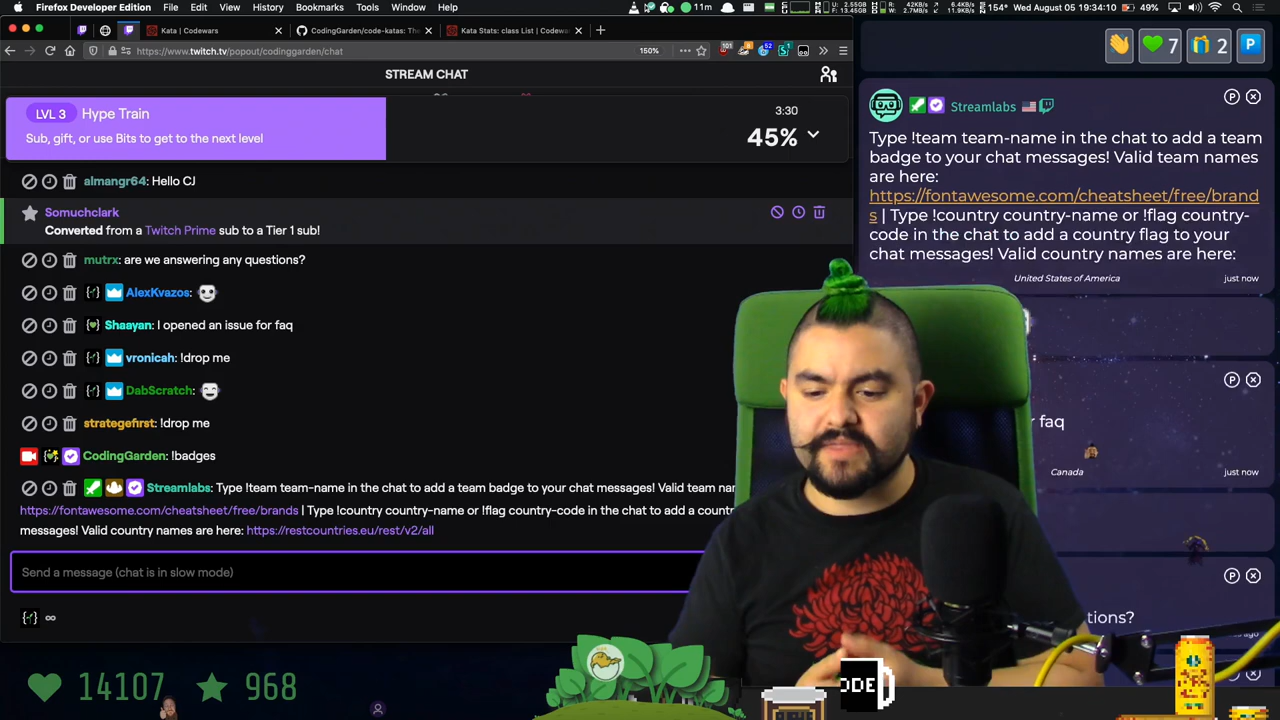 Firefox Developer Edition File Edit View History Bookmarks Tools Window Help
11m
2.55GB
154° Wed August 05 19:34:10 49%
Kata | Codewars
CodingGarden/code-katas: The
Kata Stats: class List | Codewar
https://www.twitch.tv/popout/codinggarden/chat
150%
STREAM CHAT
LVL 3 Hype Train
Sub, gift, or use Bits to get to the next level!
3:30
45%
almangr64: Hello CJ
Somuchclark
Converted from a Twitch Prime sub to a Tier 1 sub!
mutrx: are we answering any questions?
AlexKvazos:
Shaayan: I opened an issue for faq
vronicah: !drop me
DabScratch:
strategefirst: !drop me
CodingGarden: !badges
Streamlabs: Type !team team-name in the chat to add a team badge to your chat messages! Valid team nam
https://fontawesome.com/cheatsheet/free/brands | Type !country country-name or !flag country-code in the chat to add a countr
messages! Valid country names are here: https://restcountries.eu/rest/v2/all
Send a message (chat is in slow mode)
∞
14107 968
7 2 P
Streamlabs
P
Type !team team-name in the chat to add a team
badge to your chat messages! Valid team names
are here:
https://fontawesome.com/cheatsheet/free/brand
s | Type !country country-name or !flag country-
code in the chat to add a country flag to your
chat messages! Valid country names are here:
United States of America just now
P
faq
Canada just now
P
tions?
ODE